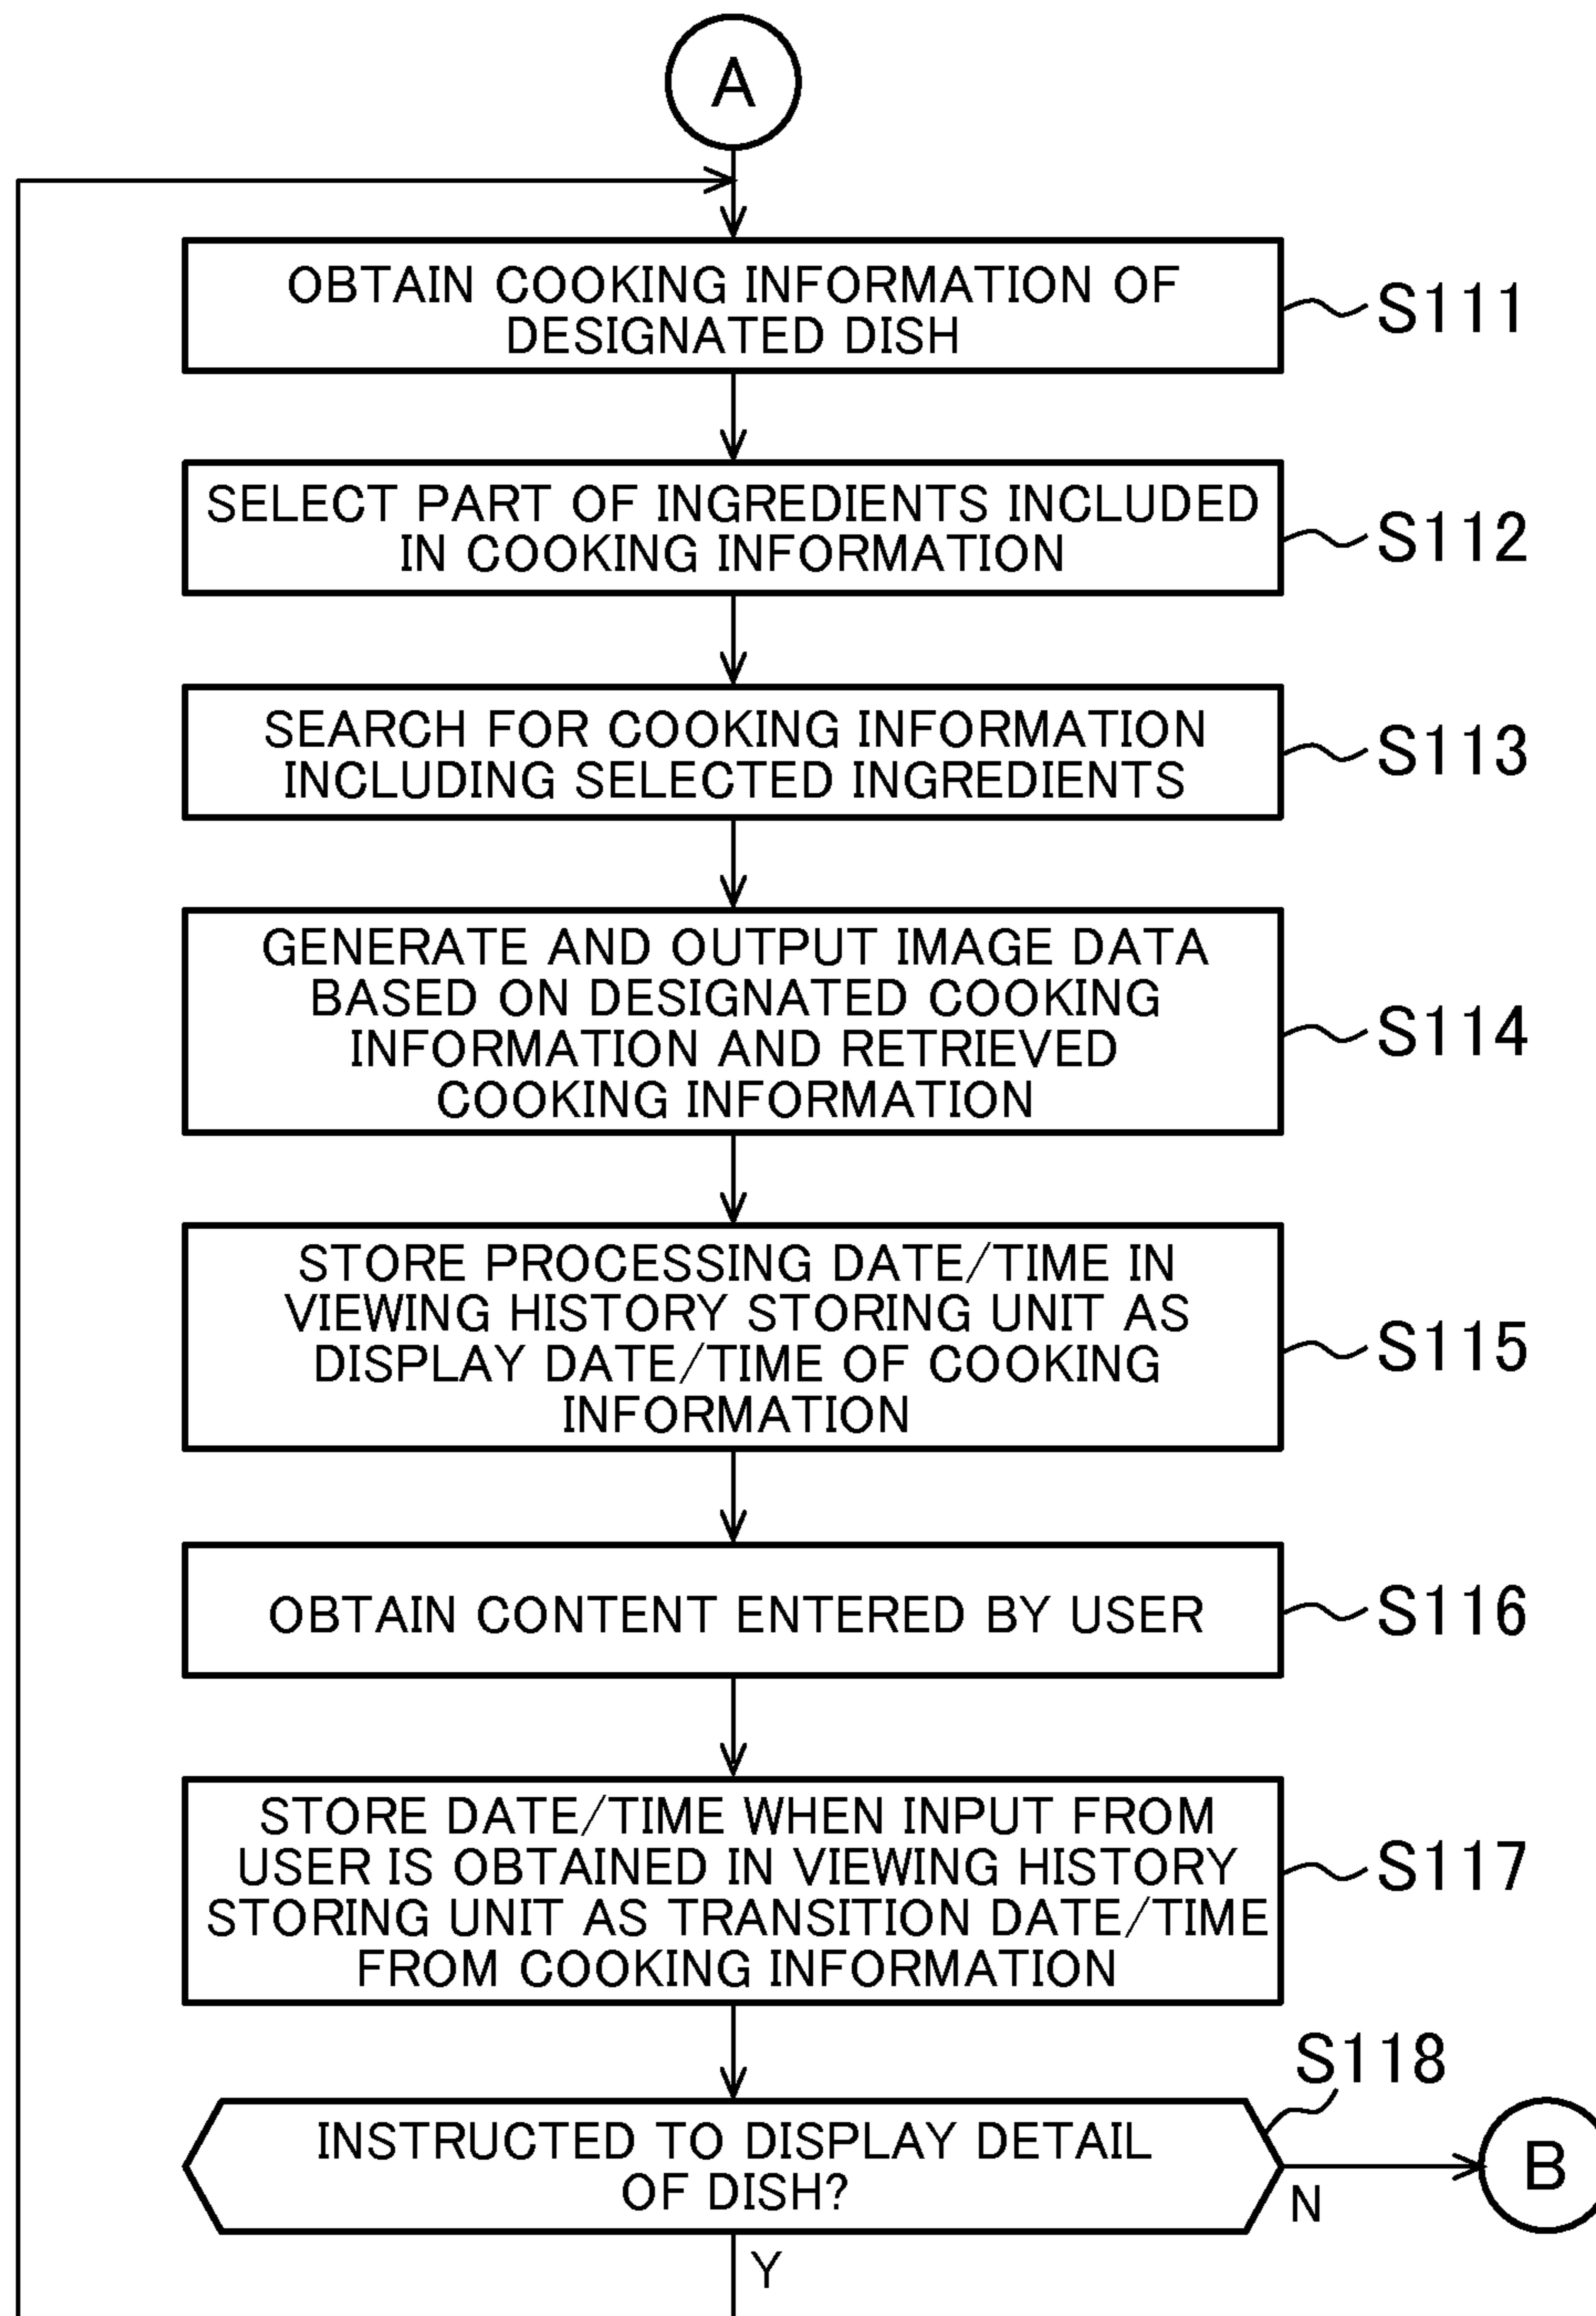 A
OBTAIN COOKING INFORMATION OF
DESIGNATED DISH
S111
SELECT PART OF INGREDIENTS INCLUDED
IN COOKING INFORMATION
S112
SEARCH FOR COOKING INFORMATION
INCLUDING SELECTED INGREDIENTS
S113
GENERATE AND OUTPUT IMAGE DATA
BASED ON DESIGNATED COOKING
INFORMATION AND RETRIEVED
COOKING INFORMATION
S114
STORE PROCESSING DATE/TIME IN
VIEWING HISTORY STORING UNIT AS
DISPLAY DATE/TIME OF COOKING
INFORMATION
S115
OBTAIN CONTENT ENTERED BY USER
S116
STORE DATE/TIME WHEN INPUT FROM
USER IS OBTAINED IN VIEWING HISTORY
STORING UNIT AS TRANSITION DATE/TIME
FROM COOKING INFORMATION
S117
S118
INSTRUCTED TO DISPLAY DETAIL
OF DISH?
N
B
Y